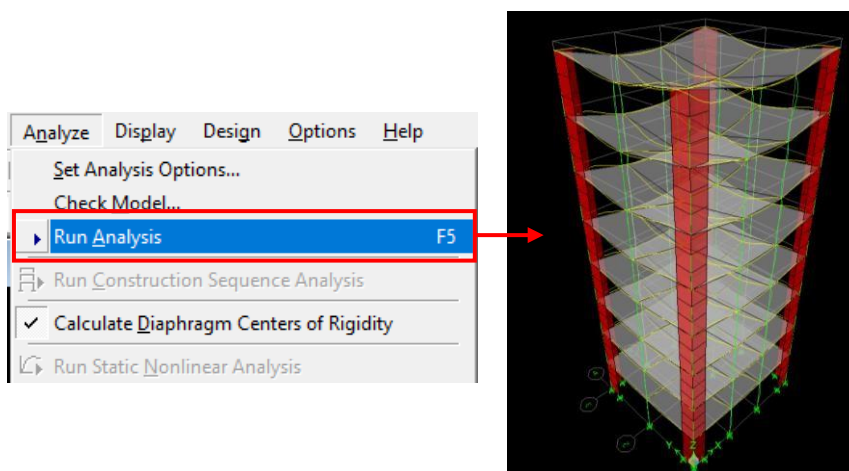 Analyze Display Design Options Help
Set Analysis Options...
Check Model...
Run Analysis F5
Run Construction Sequence Analysis
Calculate Diaphragm Centers of Rigidity
Run Static Nonlinear Analysis
Y Z X